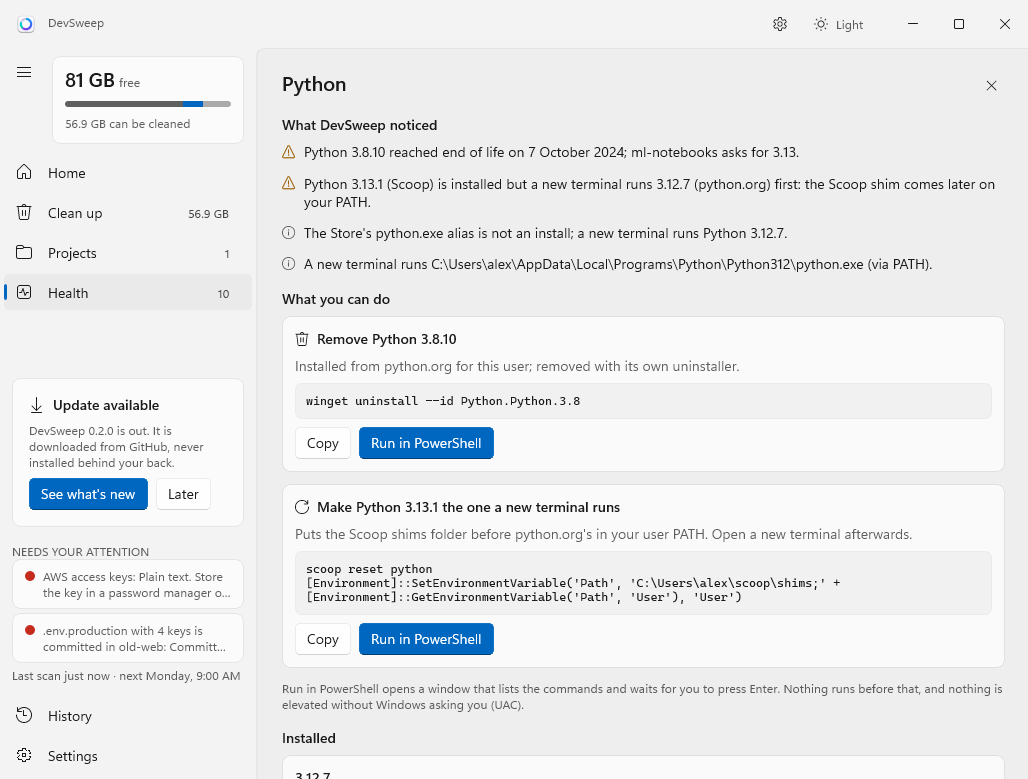 DevSweep
Light
81 GB free
56.9 GB can be cleaned
Home
Clean up 56.9 GB
Projects 1
Health 10
Update available
DevSweep 0.2.0 is out. It is
downloaded from GitHub, never
installed behind your back.
See what's new
Later
NEEDS YOUR ATTENTION
AWS access keys: Plain text. Store
the key in a password manager o...
.env.production with 4 keys is
committed in old-web: Committ...
Last scan just now · next Monday, 9:00 AM
History
Settings
Python
What DevSweep noticed
Python 3.8.10 reached end of life on 7 October 2024; ml-notebooks asks for 3.13.
Python 3.13.1 (Scoop) is installed but a new terminal runs 3.12.7 (python.org) first: the Scoop shim comes later on
your PATH.
The Store's python.exe alias is not an install; a new terminal runs Python 3.12.7.
A new terminal runs C:\Users\alex\AppData\Local\Programs\Python\Python312\python.exe (via PATH).
What you can do
Remove Python 3.8.10
Installed from python.org for this user; removed with its own uninstaller.
winget uninstall --id Python.Python.3.8
Copy
Run in PowerShell
Make Python 3.13.1 the one a new terminal runs
Puts the Scoop shims folder before python.org's in your user PATH. Open a new terminal afterwards.
scoop reset python
[Environment]::SetEnvironmentVariable('Path', 'C:\Users\alex\scoop\shims;' +
[Environment]::GetEnvironmentVariable('Path', 'User'), 'User')
Copy
Run in PowerShell
Run in PowerShell opens a window that lists the commands and waits for you to press Enter. Nothing runs before that, and nothing is
elevated without Windows asking you (UAC).
Installed
3.12.7